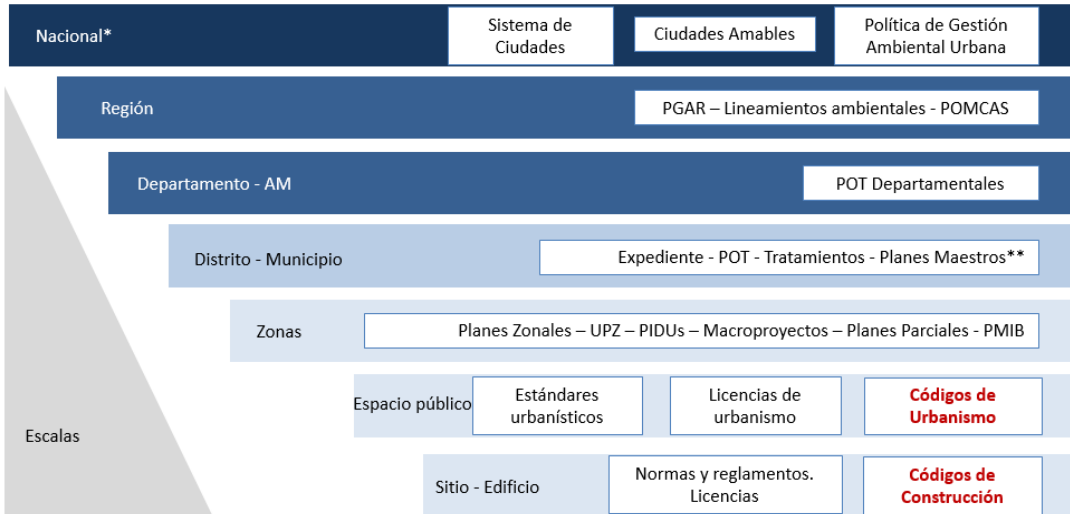 Nacional*
Sistema de
Ciudades
Ciudades Amables
Política de Gestión
Ambiental Urbana
Región
PGAR – Lineamientos ambientales - POMCAS
Departamento - AM
POT Departamentales
Distrito - Municipio
Expediente - POT - Tratamientos - Planes Maestros**
Zonas
Planes Zonales – UPZ – PIDUs – Macroproyectos – Planes Parciales - PMIB
Espacio público
Estándares
urbanísticos
Licencias de
urbanismo
Códigos de
Urbanismo
Escalas
Sitio - Edificio
Normas y reglamentos.
Licencias
Códigos de
Construcción